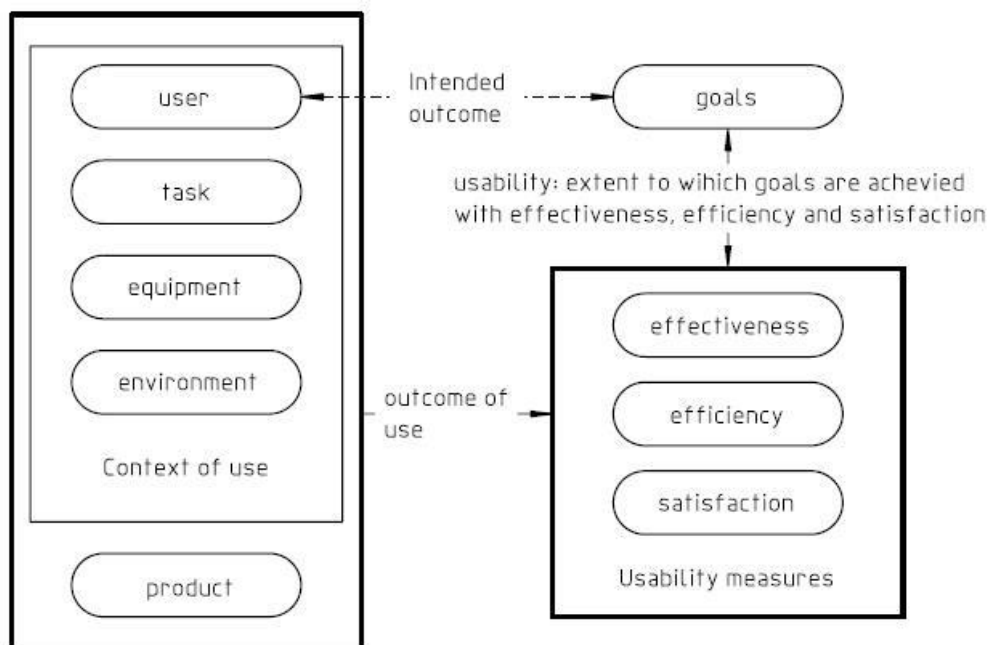 user
task
equipment
environment
Context of use
product
Intended
outcome
goals
usability: extent to wihich goals are achevied
with effectiveness, efficiency and satisfaction
outcome of
use
effectiveness
efficiency
satisfaction
Usability measures